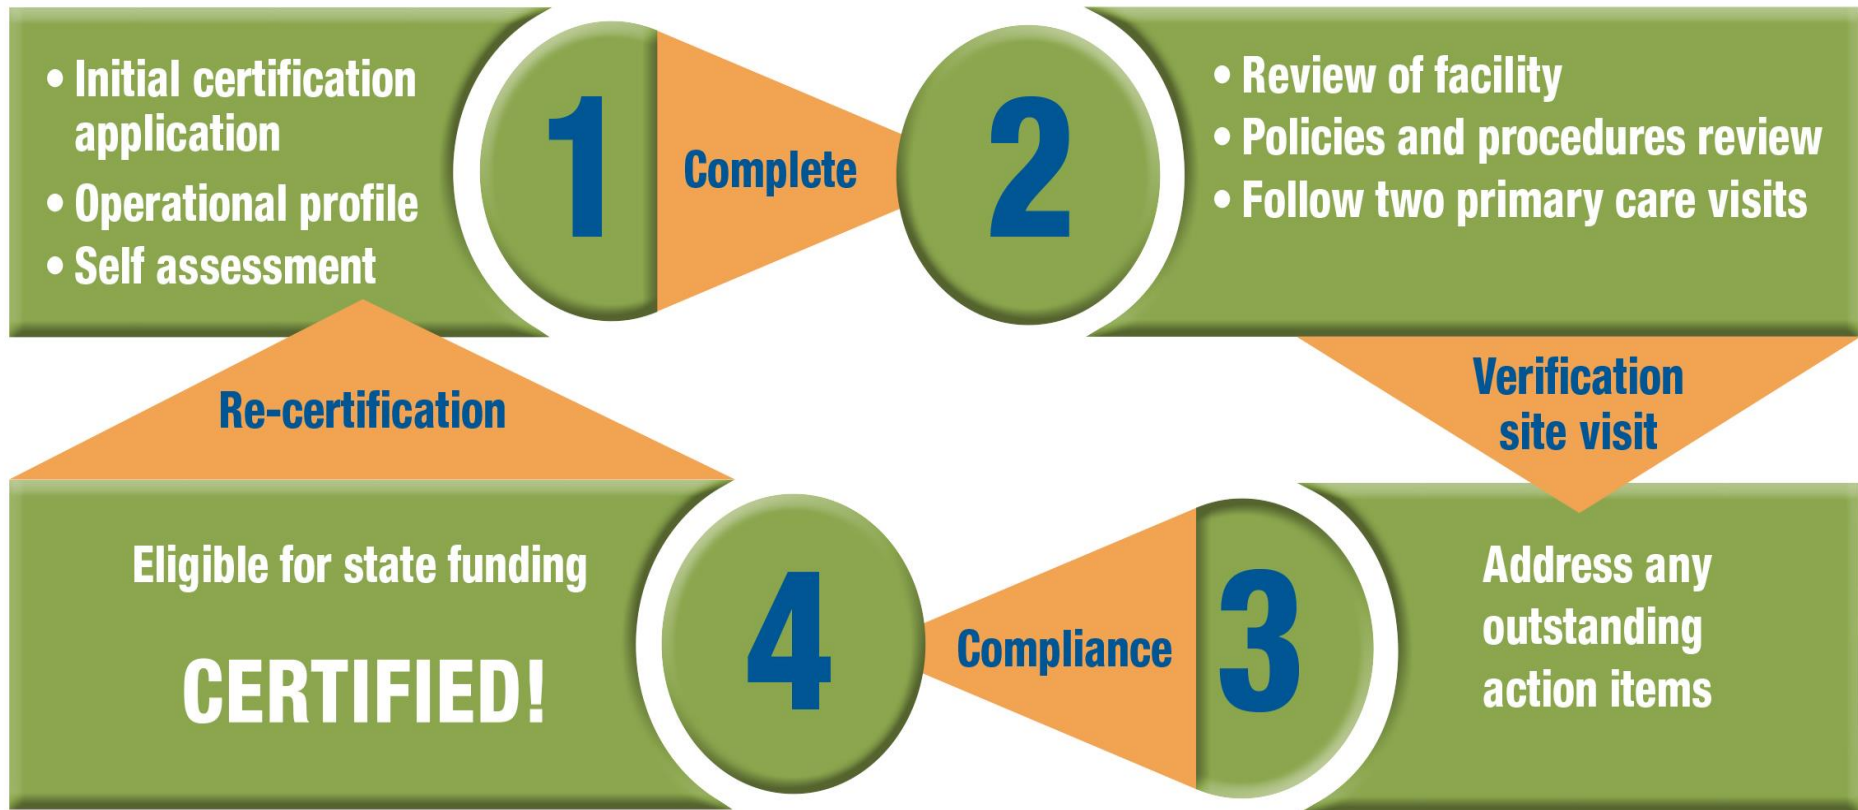 • Initial certification
application
• Operational profile
• Self assessment
1
Complete
2
• Review of facility
• Policies and procedures review
• Follow two primary care visits
Verification
site visit
Address any
outstanding
action items
3
Compliance
4
Eligible for state funding
CERTIFIED!
Re-certification